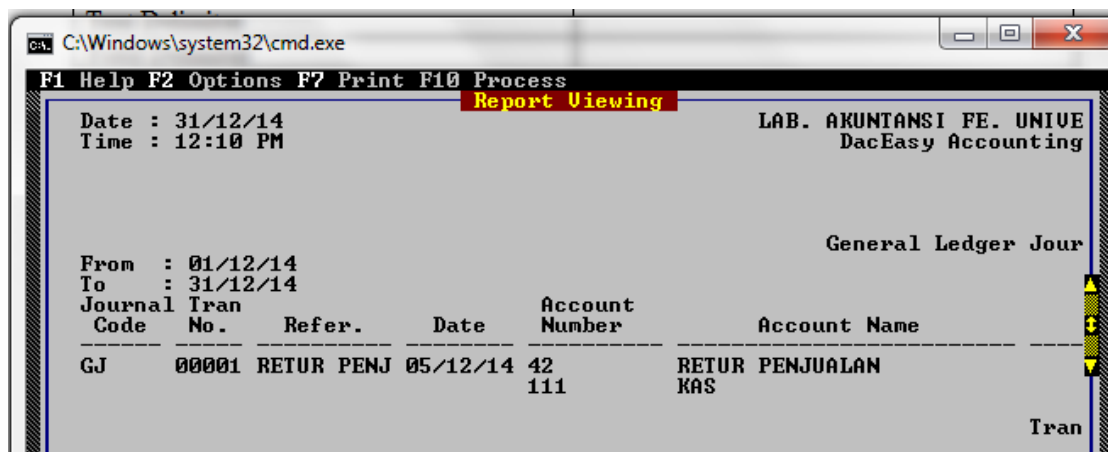 C:\Windows\system32\cmd.exe
F1 Help F2 Options F7 Print F10 Process
Report Viewing
Date : 31/12/14 LAB. AKUNTANSI FE. UNIVE
Time : 12:10 PM DacEasy Accounting
General Ledger Jour
From : 01/12/14
To : 31/12/14
Journal Tran Account
Code No. Refer. Date Number Account Name
GJ 00001 RETUR PENJ 05/12/14 42 RETUR PENJUALAN
111 KAS
Tran